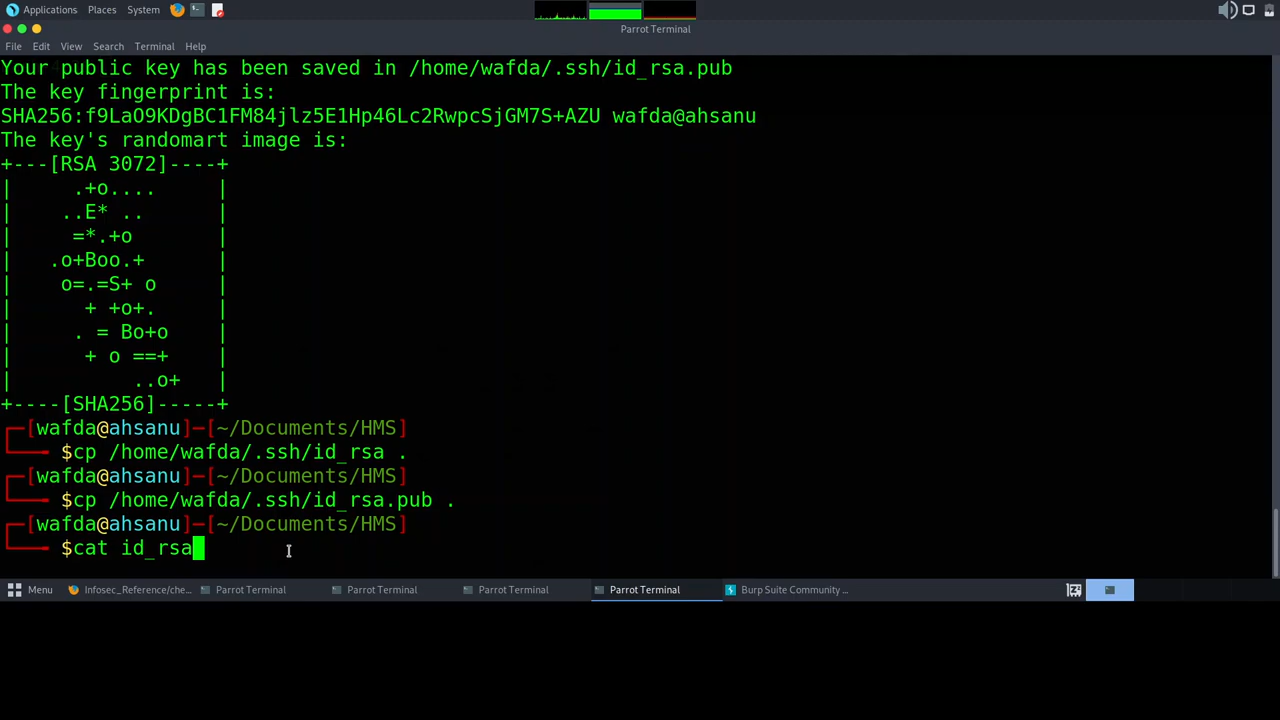 Applications Places System
Parrot Terminal
File Edit View Search Terminal Help
Your public key has been saved in /home/wafda/.ssh/id_rsa.pub
The key fingerprint is:
SHA256:f9LaO9KDgBC1FM84jlz5E1Hp46Lc2RwpcSjGM7S+AZU wafda@ahsanu
The key's randomart image is:
+---[RSA 3072]----+
|      .+o....    |
|     ..E* ..     |
|      =*.+o      |
|    .o+Boo.+     |
|     o=.=S+ o    |
|       + +o+.    |
|      . = Bo+o   |
|       + o ==+   |
|           ..o+  |
+----[SHA256]-----+
┌─[wafda@ahsanu]─[~/Documents/HMS]
└──╼ $cp /home/wafda/.ssh/id_rsa .
┌─[wafda@ahsanu]─[~/Documents/HMS]
└──╼ $cp /home/wafda/.ssh/id_rsa.pub .
┌─[wafda@ahsanu]─[~/Documents/HMS]
└──╼ $cat id_rsa
Menu Infosec_Reference/che... Parrot Terminal Parrot Terminal Parrot Terminal Parrot Terminal Burp Suite Community ...